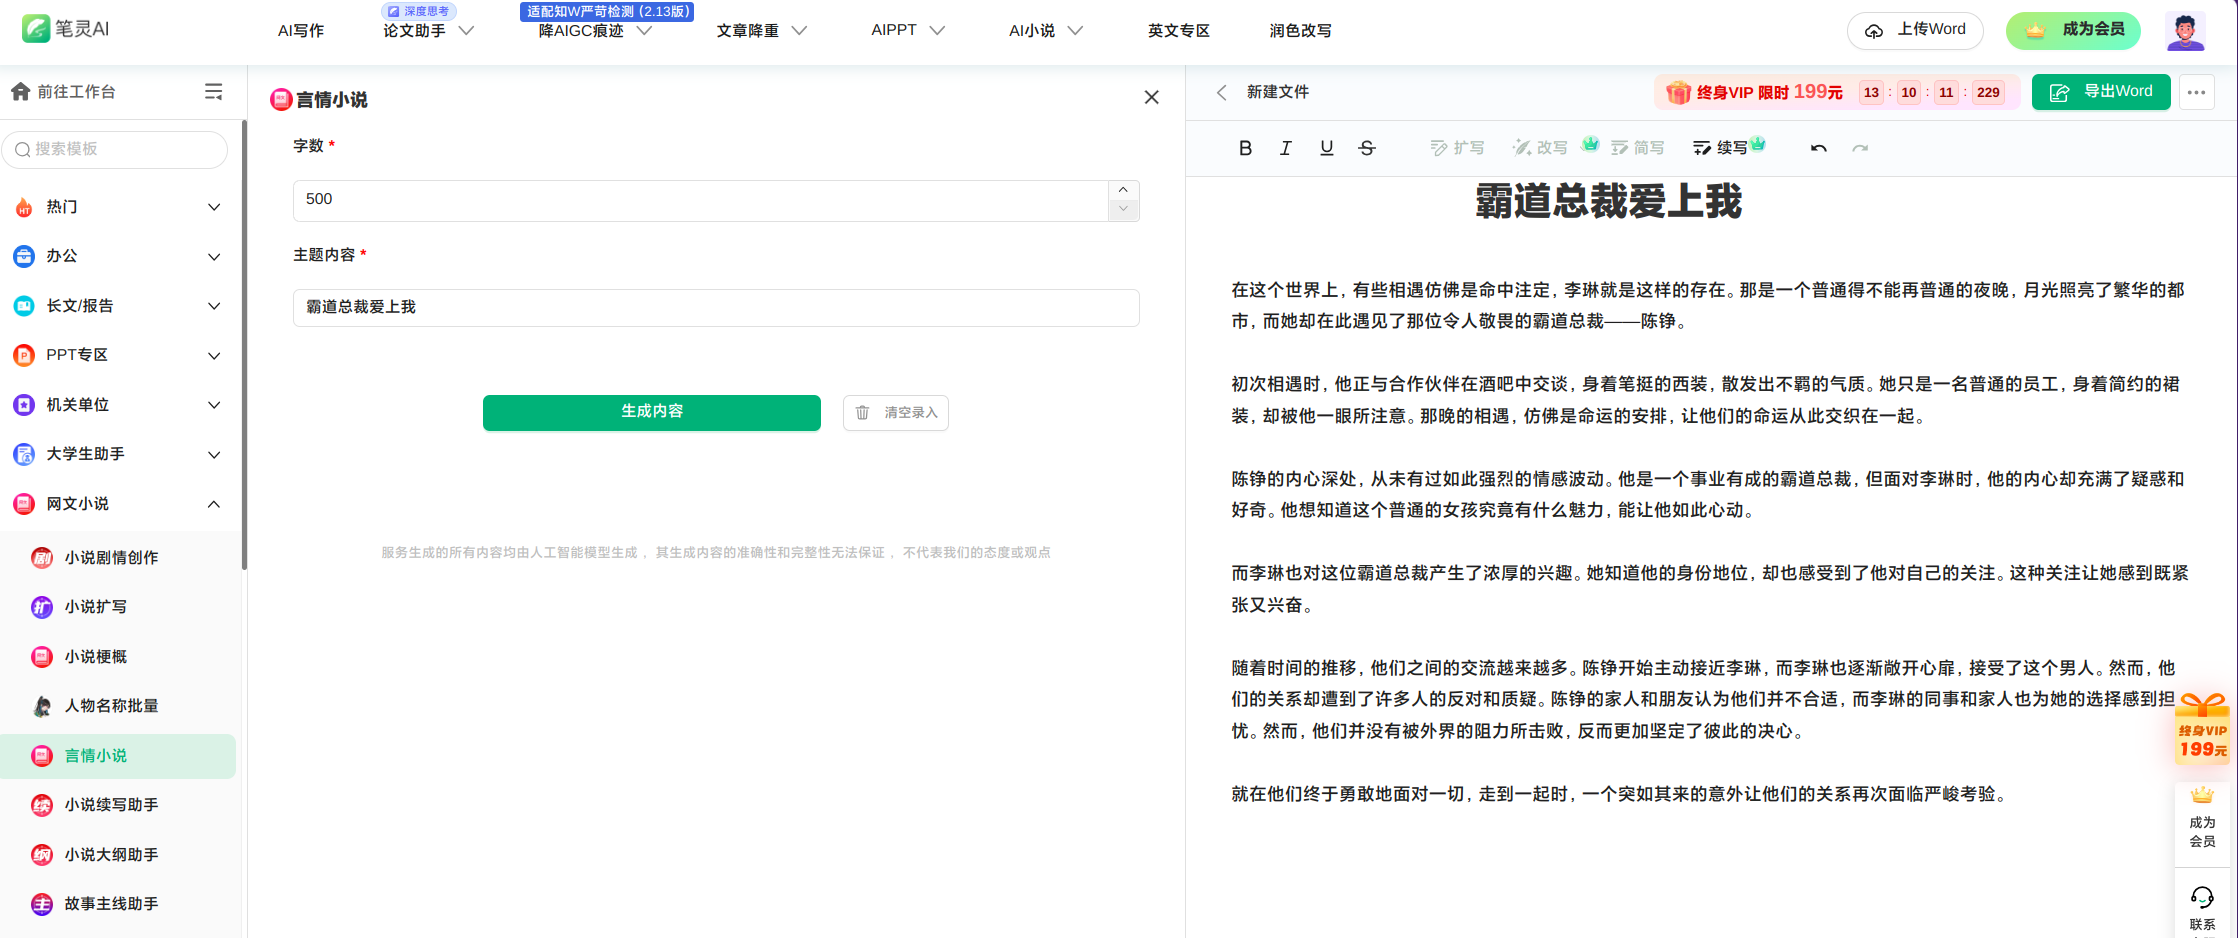 笔灵AI
AI写作
深度思考
论文助手
适配知W严苛检测 (2.13版)
降AIGC痕迹
文章降重
AIPPT
AI小说
英文专区
润色改写
上传Word
成为会员
前往工作台
搜索模板
热门
办公
长文/报告
PPT专区
机关单位
大学生助手
网文小说
小说剧情创作
小说扩写
小说梗概
人物名称批量
言情小说
小说续写助手
小说大纲助手
故事主线助手
言情小说
字数 *
500
主题内容 *
霸道总裁爱上我
生成内容
清空录入
服务生成的所有内容均由人工智能模型生成，其生成内容的准确性和完整性无法保证，不代表我们的态度或观点
新建文件
终身VIP 限时 199元
13 : 10 : 11 : 229
导出Word
B I U S 扩写 改写 简写 续写
霸道总裁爱上我
在这个世界上，有些相遇仿佛是命中注定，李琳就是这样的存在。那是一个普通得不能再普通的夜晚，月光照亮了繁华的都
市，而她却在此遇见了那位令人敬畏的霸道总裁——陈铮。
初次相遇时，他正与合作伙伴在酒吧中交谈，身着笔挺的西装，散发出不羁的气质。她只是一名普通的员工，身着简约的裙
装，却被他一眼所注意。那晚的相遇，仿佛是命运的安排，让他们的命运从此交织在一起。
陈铮的内心深处，从未有过如此强烈的情感波动。他是一个事业有成的霸道总裁，但面对李琳时，他的内心却充满了疑惑和
好奇。他想知道这个普通的女孩究竟有什么魅力，能让他如此心动。
而李琳也对这位霸道总裁产生了浓厚的兴趣。她知道他的身份地位，却也感受到了他对自己的关注。这种关注让她感到既紧
张又兴奋。
随着时间的推移，他们之间的交流越来越多。陈铮开始主动接近李琳，而李琳也逐渐敞开心扉，接受了这个男人。然而，他
们的关系却遭到了许多人的反对和质疑。陈铮的家人和朋友认为他们并不合适，而李琳的同事和家人也为她的选择感到担
忧。然而，他们并没有被外界的阻力所击败，反而更加坚定了彼此的决心。
就在他们终于勇敢地面对一切，走到一起时，一个突如其来的意外让他们的关系再次面临严峻考验。
终身VIP
199元
成为
会员
联系